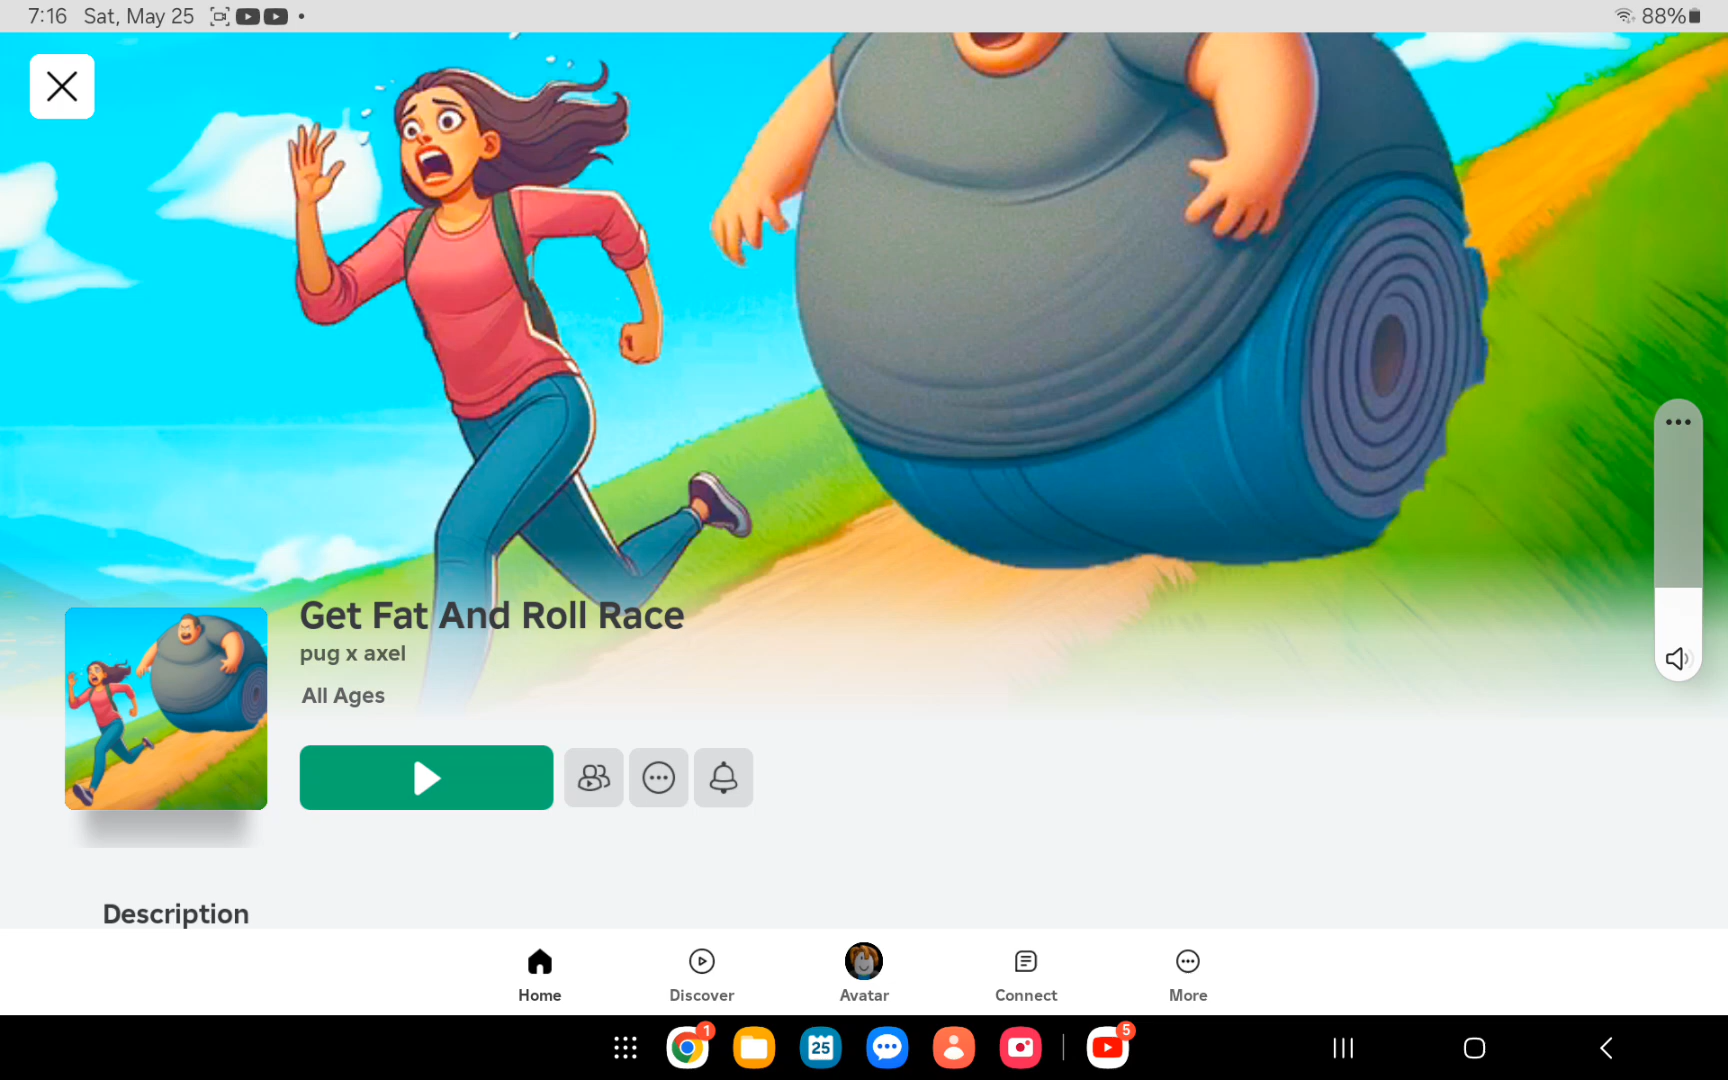 7:16 Sat, May 25
88%
Get Fat And Roll Race
pug x axel
All Ages
Description
Home
Discover
Avatar
Connect
More
1
25
5